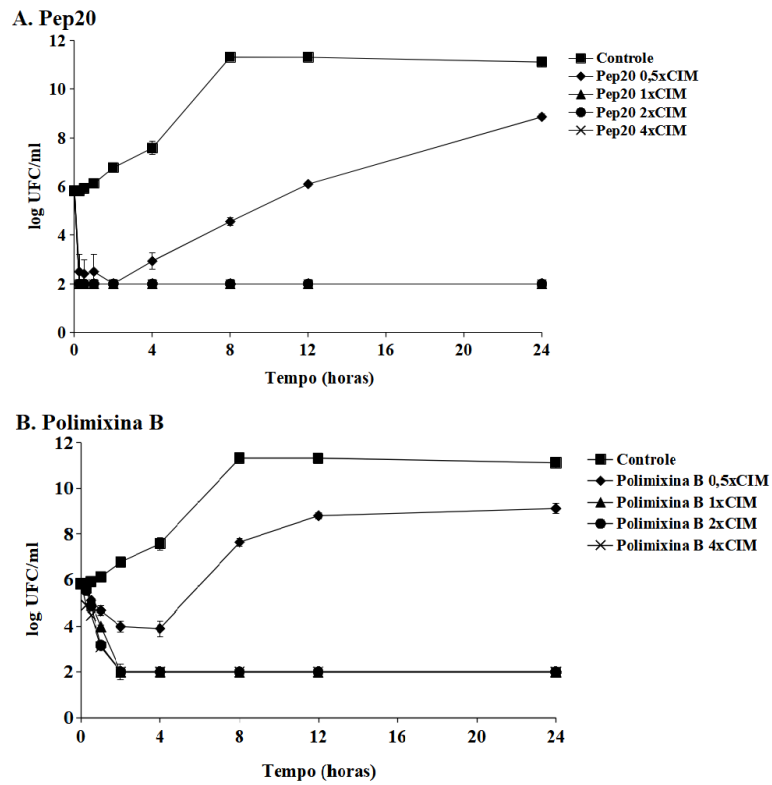 A. Pep20
12
10
8
6
4
2
0
log UFC/ml
0
4
8
12
16
20
24
Tempo (horas)
Controle
Pep20 0,5xCIM
Pep20 1xCIM
Pep20 2xCIM
Pep20 4xCIM
B. Polimixina B
12
10
8
6
4
2
0
log UFC/ml
0
4
8
12
16
20
24
Tempo (horas)
Controle
Polimixina B 0,5xCIM
Polimixina B 1xCIM
Polimixina B 2xCIM
Polimixina B 4xCIM